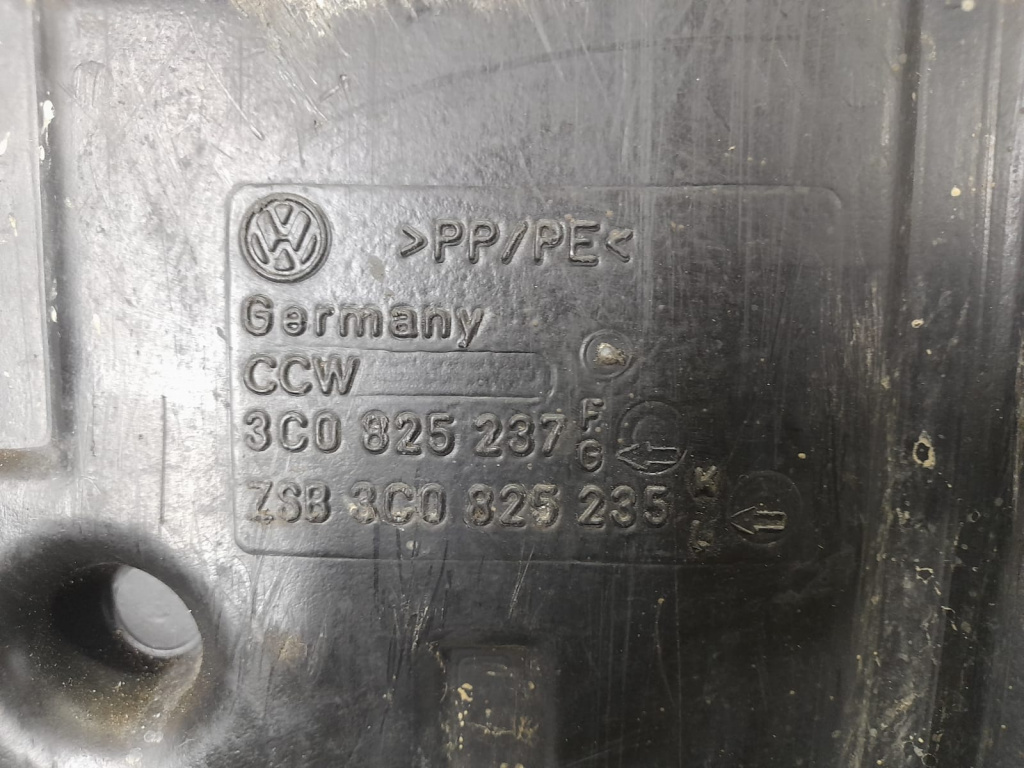 VW >PP/PE<
Germany
CCW
3C0 825 237 F
G
ZSB 3C0 825 235 K
L